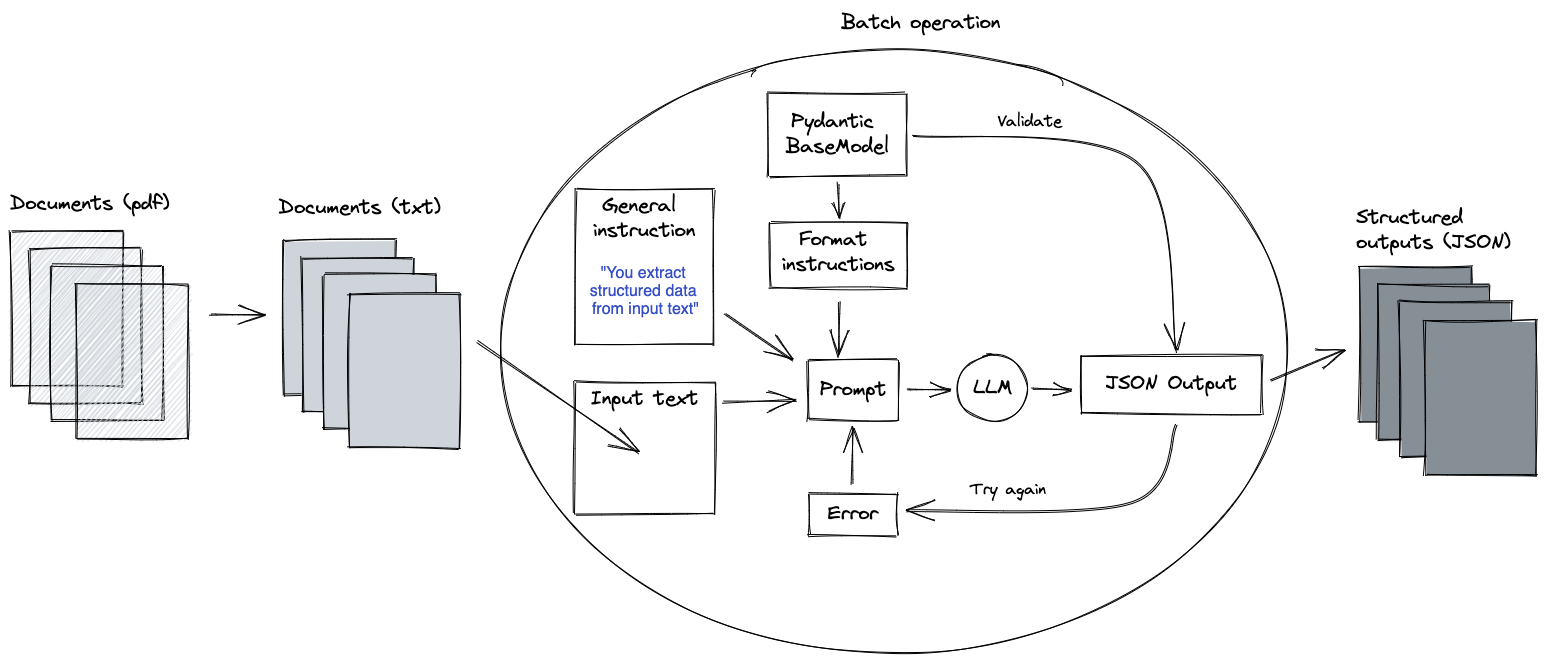 Batch operation
Pydantic
BaseModel
Validate
Documents (pdf)
Documents (txt)
General
instruction
"You extract
structured data
from input text"
Format
instructions
Structured
outputs (JSON)
Input text
Prompt
LLM
JSON Output
Try again
Error